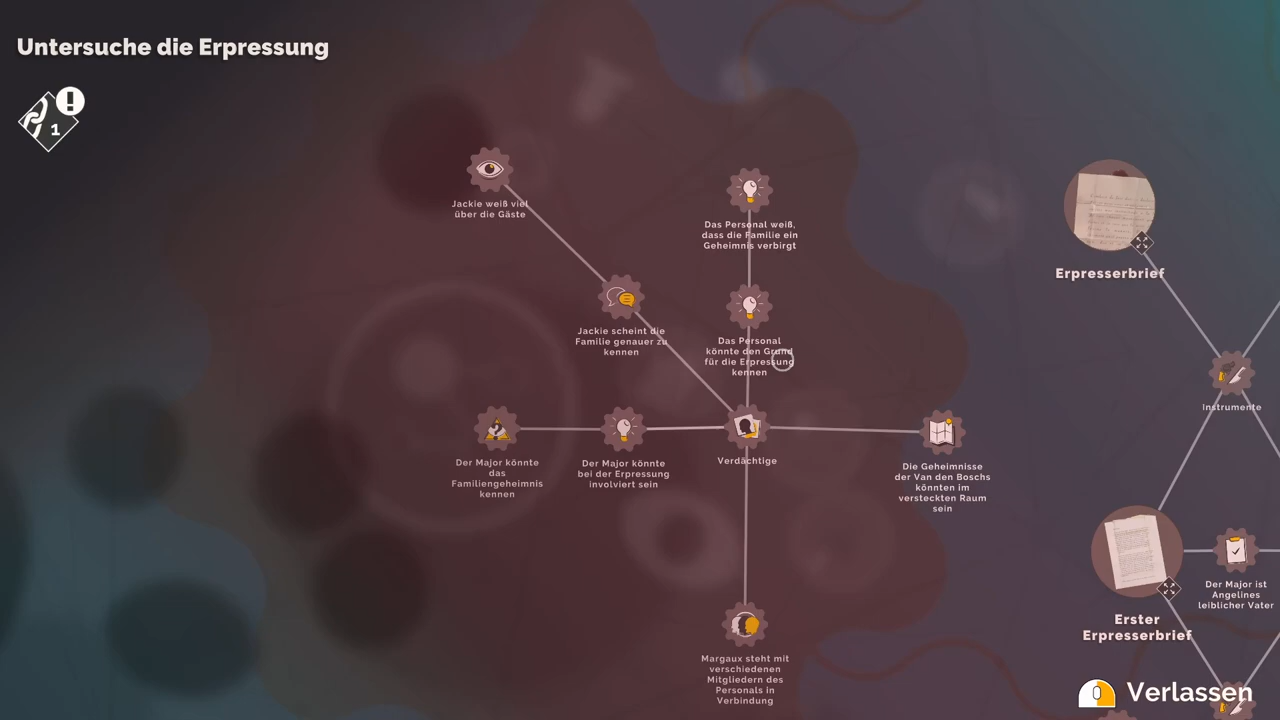 Untersuche die Erpressung
1
Jackie weiß viel
über die Gäste
Das Personal weiß,
dass die Familie ein
Geheimnis verbirgt
Erpresserbrief
Jackie scheint die
Familie genauer zu
kennen
Das Personal
könnte den Grund
für die Erpressung
kennen
Instrumente
Der Major könnte
das
Familiengeheimnis
kennen
Der Major könnte
bei der Erpressung
involviert sein
Verdächtige
Die Geheimnisse
der Van den Boschs
könnten im
versteckten Raum
sein
Der Major ist
Angelines
leiblicher Vater
Erster
Erpresserbrief
Margaux steht mit
verschiedenen
Mitgliedern des
Personals in
Verbindung
Verlassen